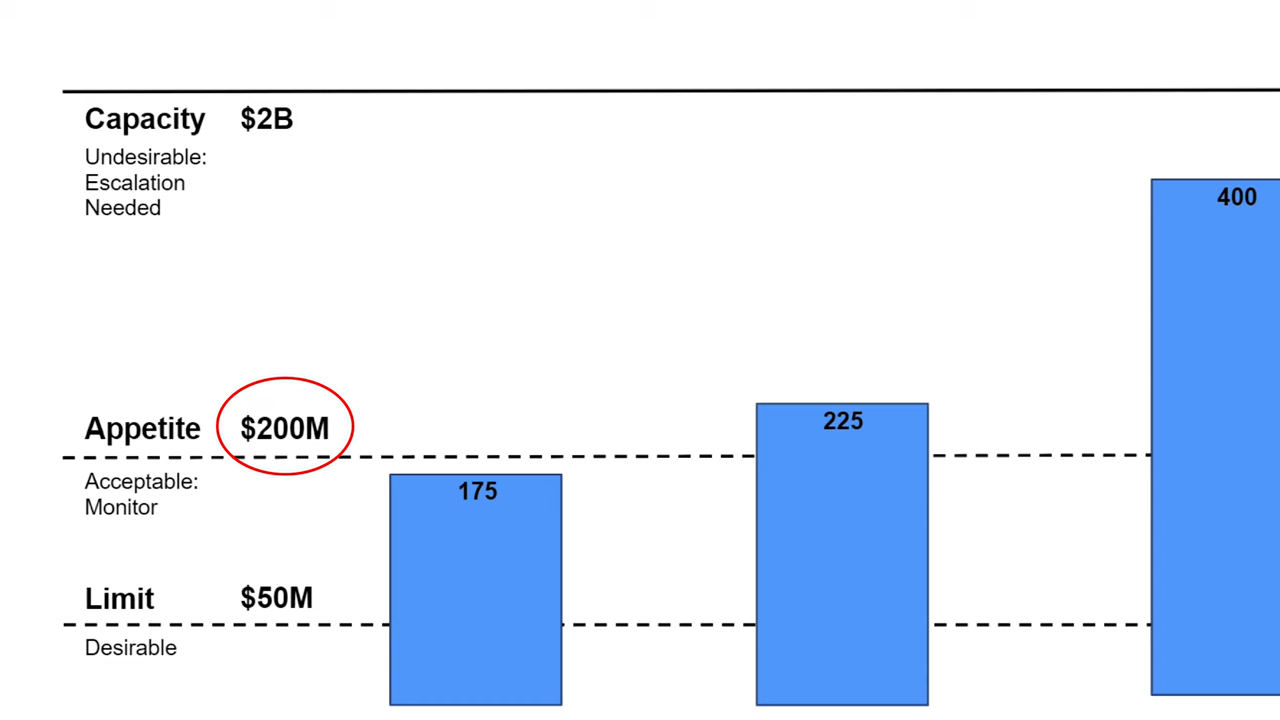 Capacity $2B
Undesirable:
Escalation
Needed
400
Appetite $200M
225
Acceptable:
Monitor
175
Limit $50M
Desirable